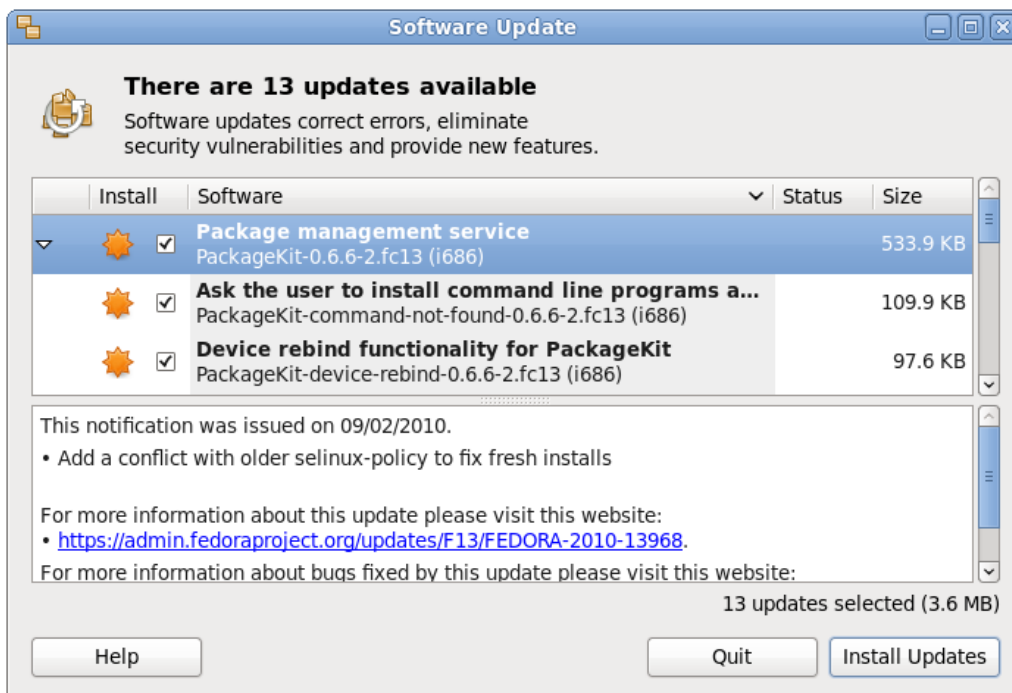 Software Update
There are 13 updates available
Software updates correct errors, eliminate
security vulnerabilities and provide new features.
Install Software Status Size
Package management service
PackageKit-0.6.6-2.fc13 (i686) 533.9 KB
Ask the user to install command line programs a...
PackageKit-command-not-found-0.6.6-2.fc13 (i686) 109.9 KB
Device rebind functionality for PackageKit
PackageKit-device-rebind-0.6.6-2.fc13 (i686) 97.6 KB
This notification was issued on 09/02/2010.
• Add a conflict with older selinux-policy to fix fresh installs
For more information about this update please visit this website:
• https://admin.fedoraproject.org/updates/F13/FEDORA-2010-13968.
For more information about bugs fixed by this update please visit this website:
13 updates selected (3.6 MB)
Help Quit Install Updates